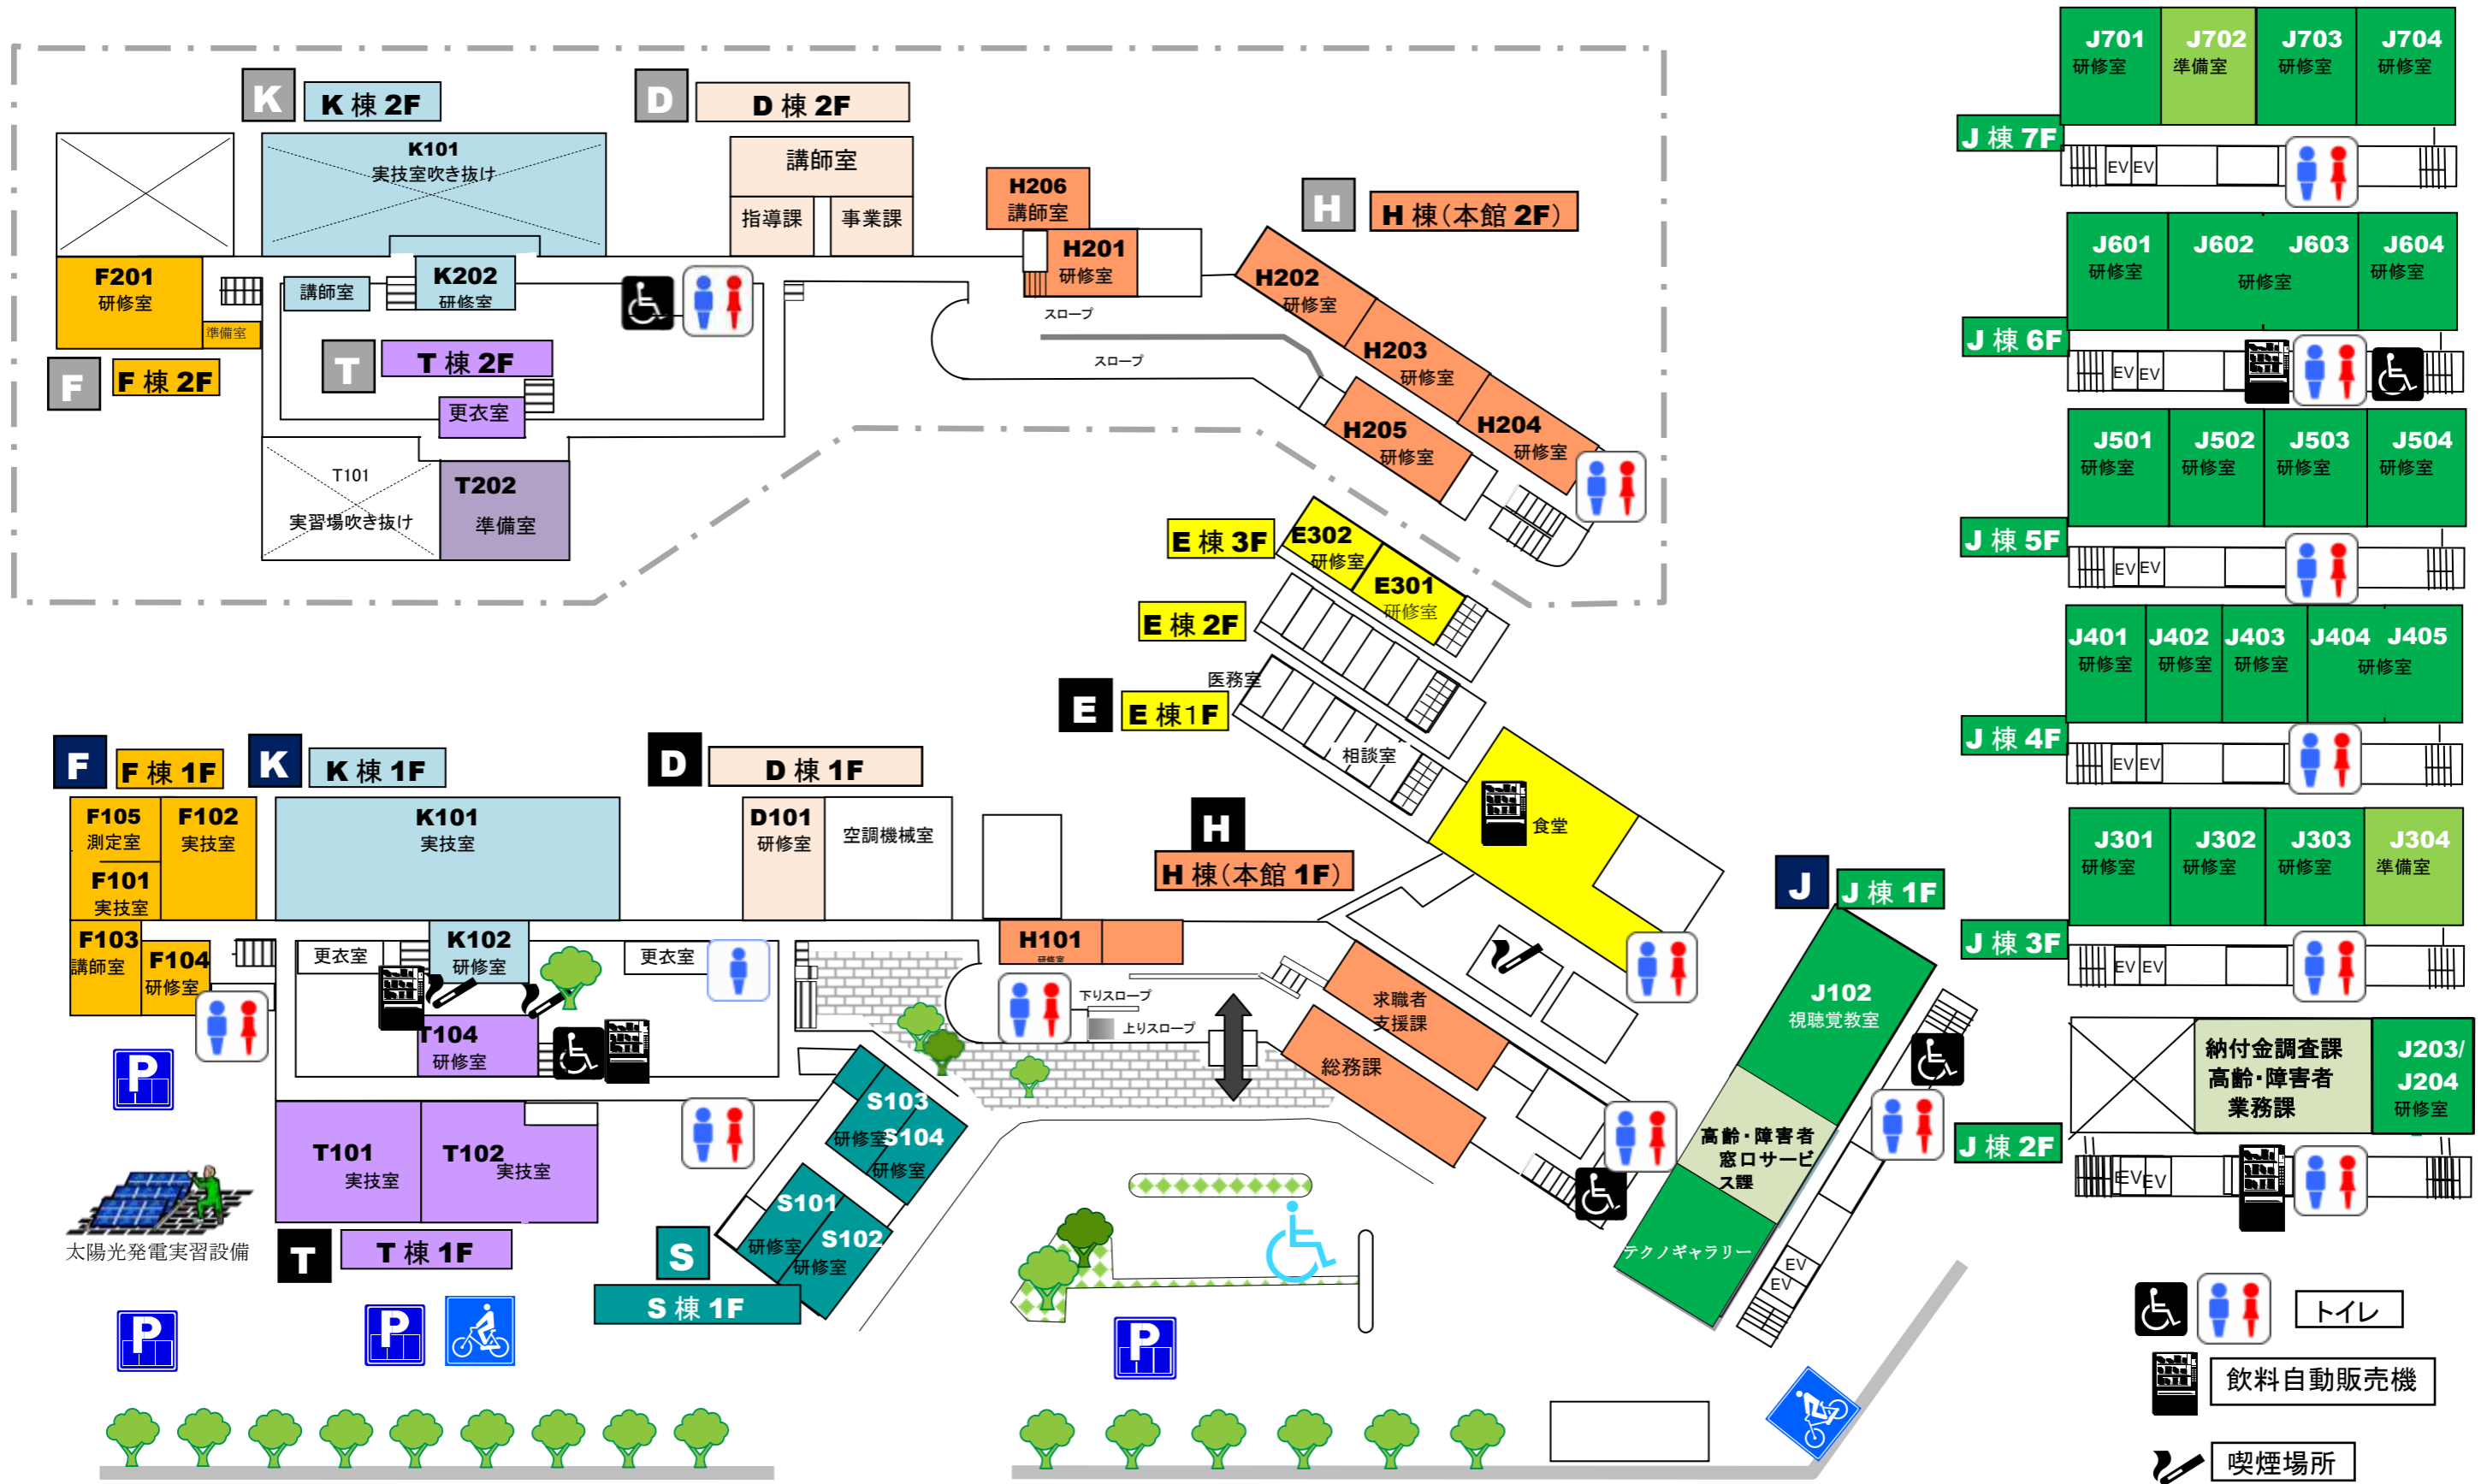 K
K 棟 2F
D
D 棟 2F
K101
実技室吹き抜け
講師室
指導課
事業課
H206
講師室
H201
研修室
H
H 棟(本館 2F)
H202
研修室
H203
研修室
H204
研修室
H205
研修室
スロープ
スロープ
F201
研修室
準備室
講師室
K202
研修室
F
F 棟 2F
T
T 棟 2F
更衣室
T101
実習場吹き抜け
T202
準備室
E 棟 3F
E302
研修室
E301
研修室
E 棟 2F
医務室
E
E 棟1F
相談室
食堂
F
F 棟 1F
K
K 棟 1F
D
D 棟 1F
F105
測定室
F102
実技室
F101
実技室
F103
講師室
F104
研修室
K101
実技室
更衣室
K102
研修室
更衣室
D101
研修室
空調機械室
H
H 棟(本館 1F)
H101
研修室
下りスロープ
上りスロープ
求職者
支援課
総務課
T104
研修室
T101
実技室
T102
実技室
T
T 棟 1F
太陽光発電実習設備
S103
研修室
S104
研修室
S101
研修室
S102
研修室
S
S 棟 1F
P
P
P
P
J
J 棟 1F
J102
視聴覚教室
高齢・障害者
窓口サービ
ス課
テクノギャラリー
EV
EV
J701
研修室
J702
準備室
J703
研修室
J704
研修室
J 棟 7F
EV EV
J601
研修室
J602
J603
研修室
J604
研修室
J 棟 6F
EV EV
J501
研修室
J502
研修室
J503
研修室
J504
研修室
J 棟 5F
EV EV
J401
研修室
J402
研修室
J403
研修室
J404
J405
研修室
J 棟 4F
EV EV
J301
研修室
J302
研修室
J303
研修室
J304
準備室
J 棟 3F
EV EV
納付金調査課
高齢・障害者
業務課
J203/
J204
研修室
J 棟 2F
EV EV
トイレ
飲料自動販売機
喫煙場所